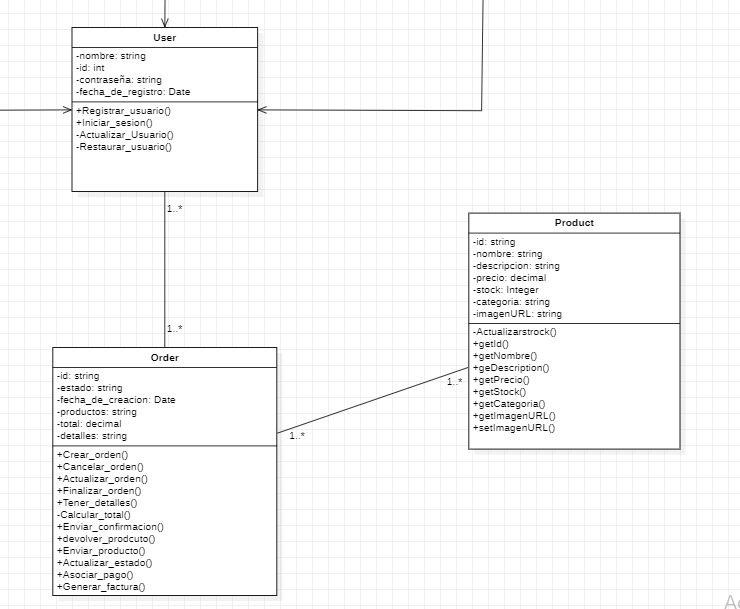 User
-nombre: string
-id: int
-contraseña: string
-fecha_de_registro: Date
+Registrar_usuario()
+Iniciar_sesion()
-Actualizar_Usuario()
-Restaurar_usuario()
1..*
1..*
Product
-id: string
-nombre: string
-descripcion: string
-precio: decimal
-stock: Integer
-categoria: string
-imagenURL: string
-Actualizarstrock()
+getId()
+getNombre()
+geDescription()
+getPrecio()
+getStock()
+getCategoria()
+getImagenURL()
+setImagenURL()
1..*
1..*
Order
-id: string
-estado: string
-fecha_de_creacion: Date
-productos: string
-total: decimal
-detalles: string
+Crear_orden()
+Cancelar_orden()
+Actualizar_orden()
+Finalizar_orden()
+Tener_detalles()
-Calcular_total()
+Enviar_confirmacion()
+devolver_prodcuto()
+Enviar_producto()
+Actualizar_estado()
+Asociar_pago()
+Generar_factura()